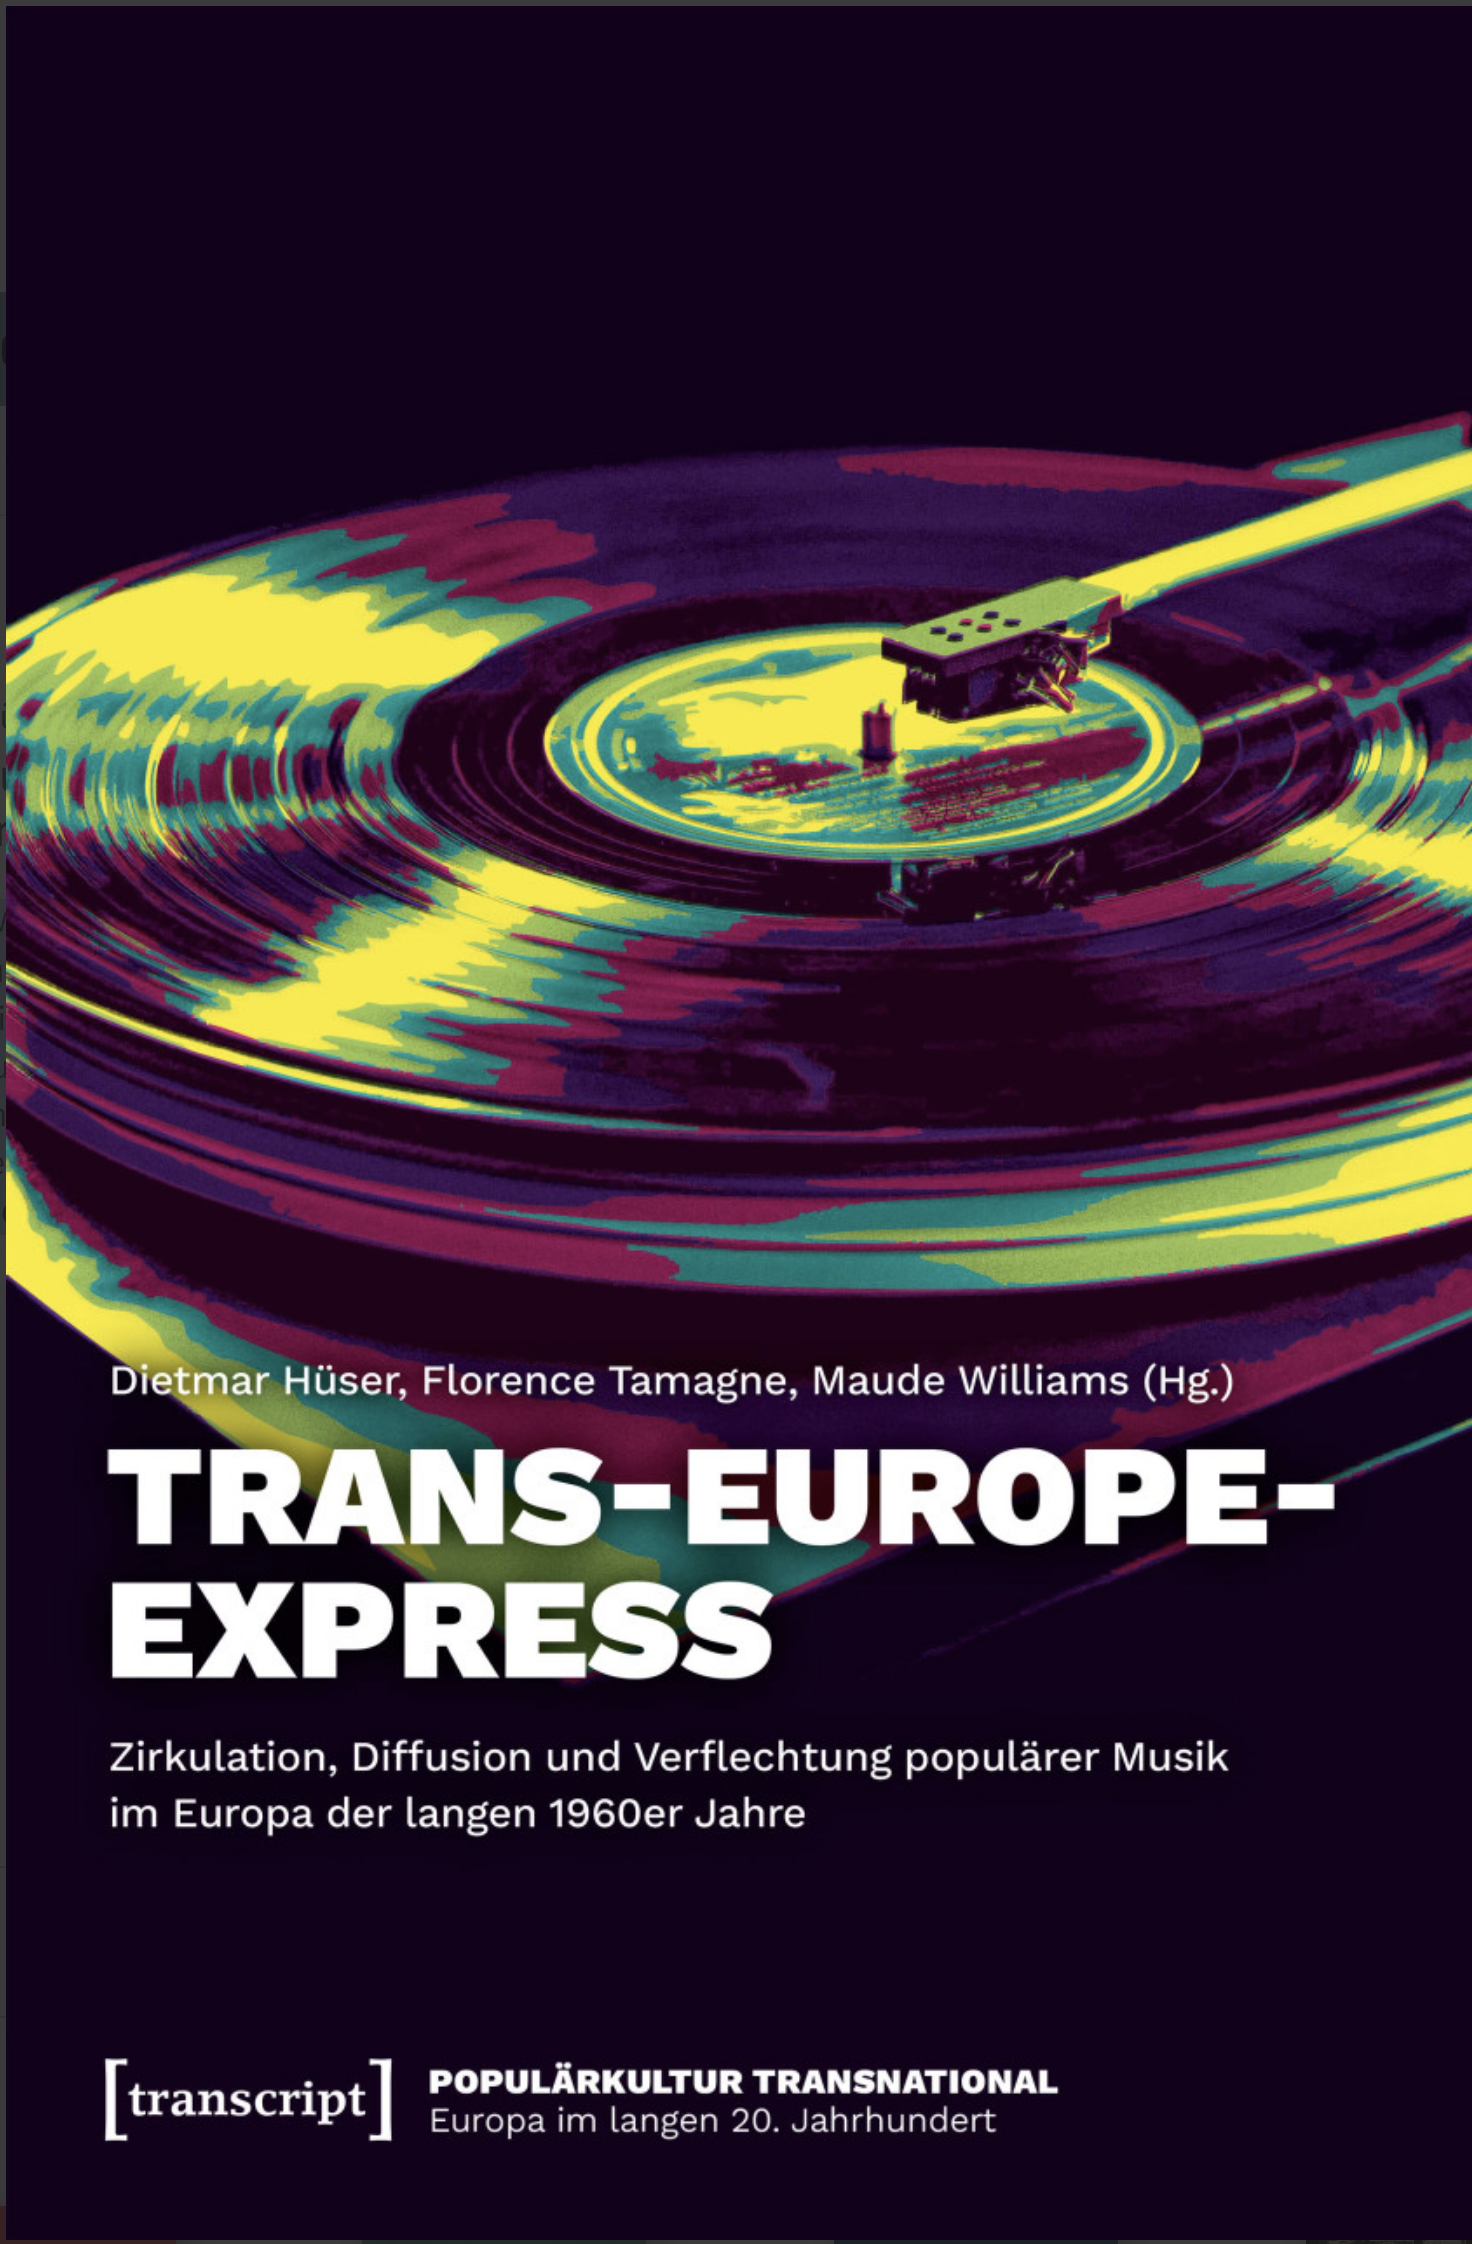 Dietmar Hüser, Florence Tamagne, Maude Williams (Hg.)
TRANS-EUROPE-
EXPRESS
Zirkulation, Diffusion und Verflechtung populärer Musik
im Europa der langen 1960er Jahre
[transcript]
POPULÄRKULTUR TRANSNATIONAL
Europa im langen 20. Jahrhundert